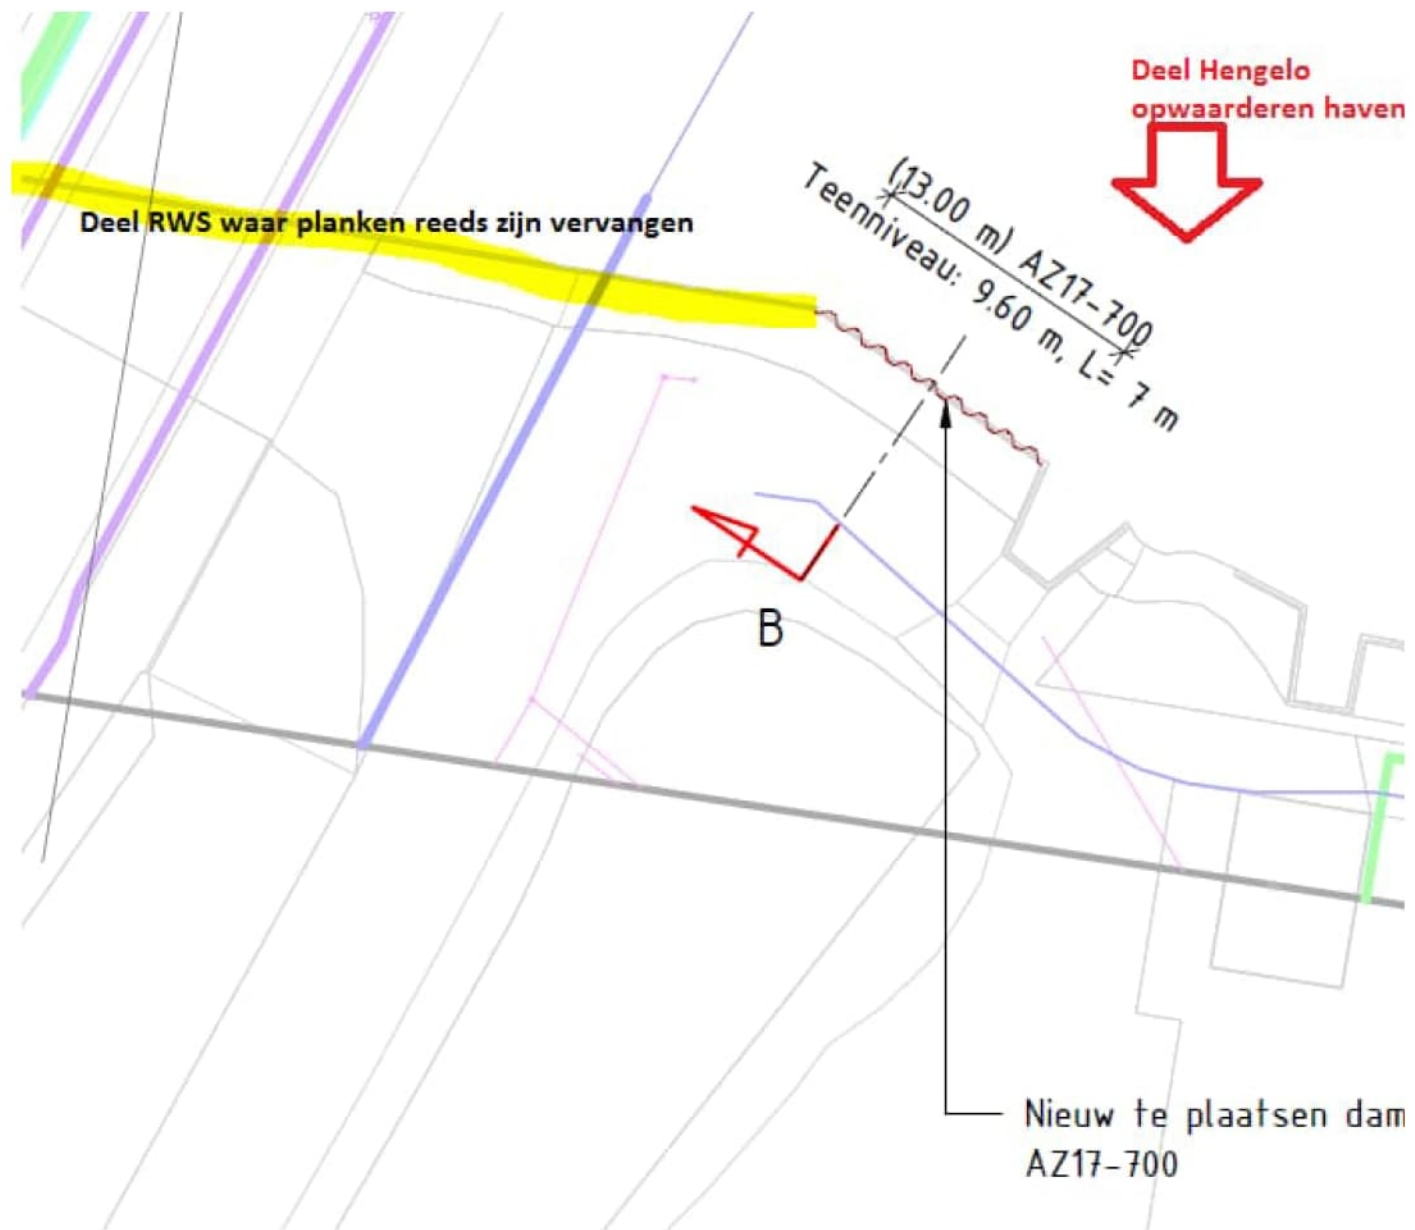 Deel Hengelo
opwaarderen haven
(13.00 m) AZ17-700
Teenniveau: 9.60 m, L= 7 m
Deel RWS waar planken reeds zijn vervangen
B
Nieuw te plaatsen dam
AZ17-700